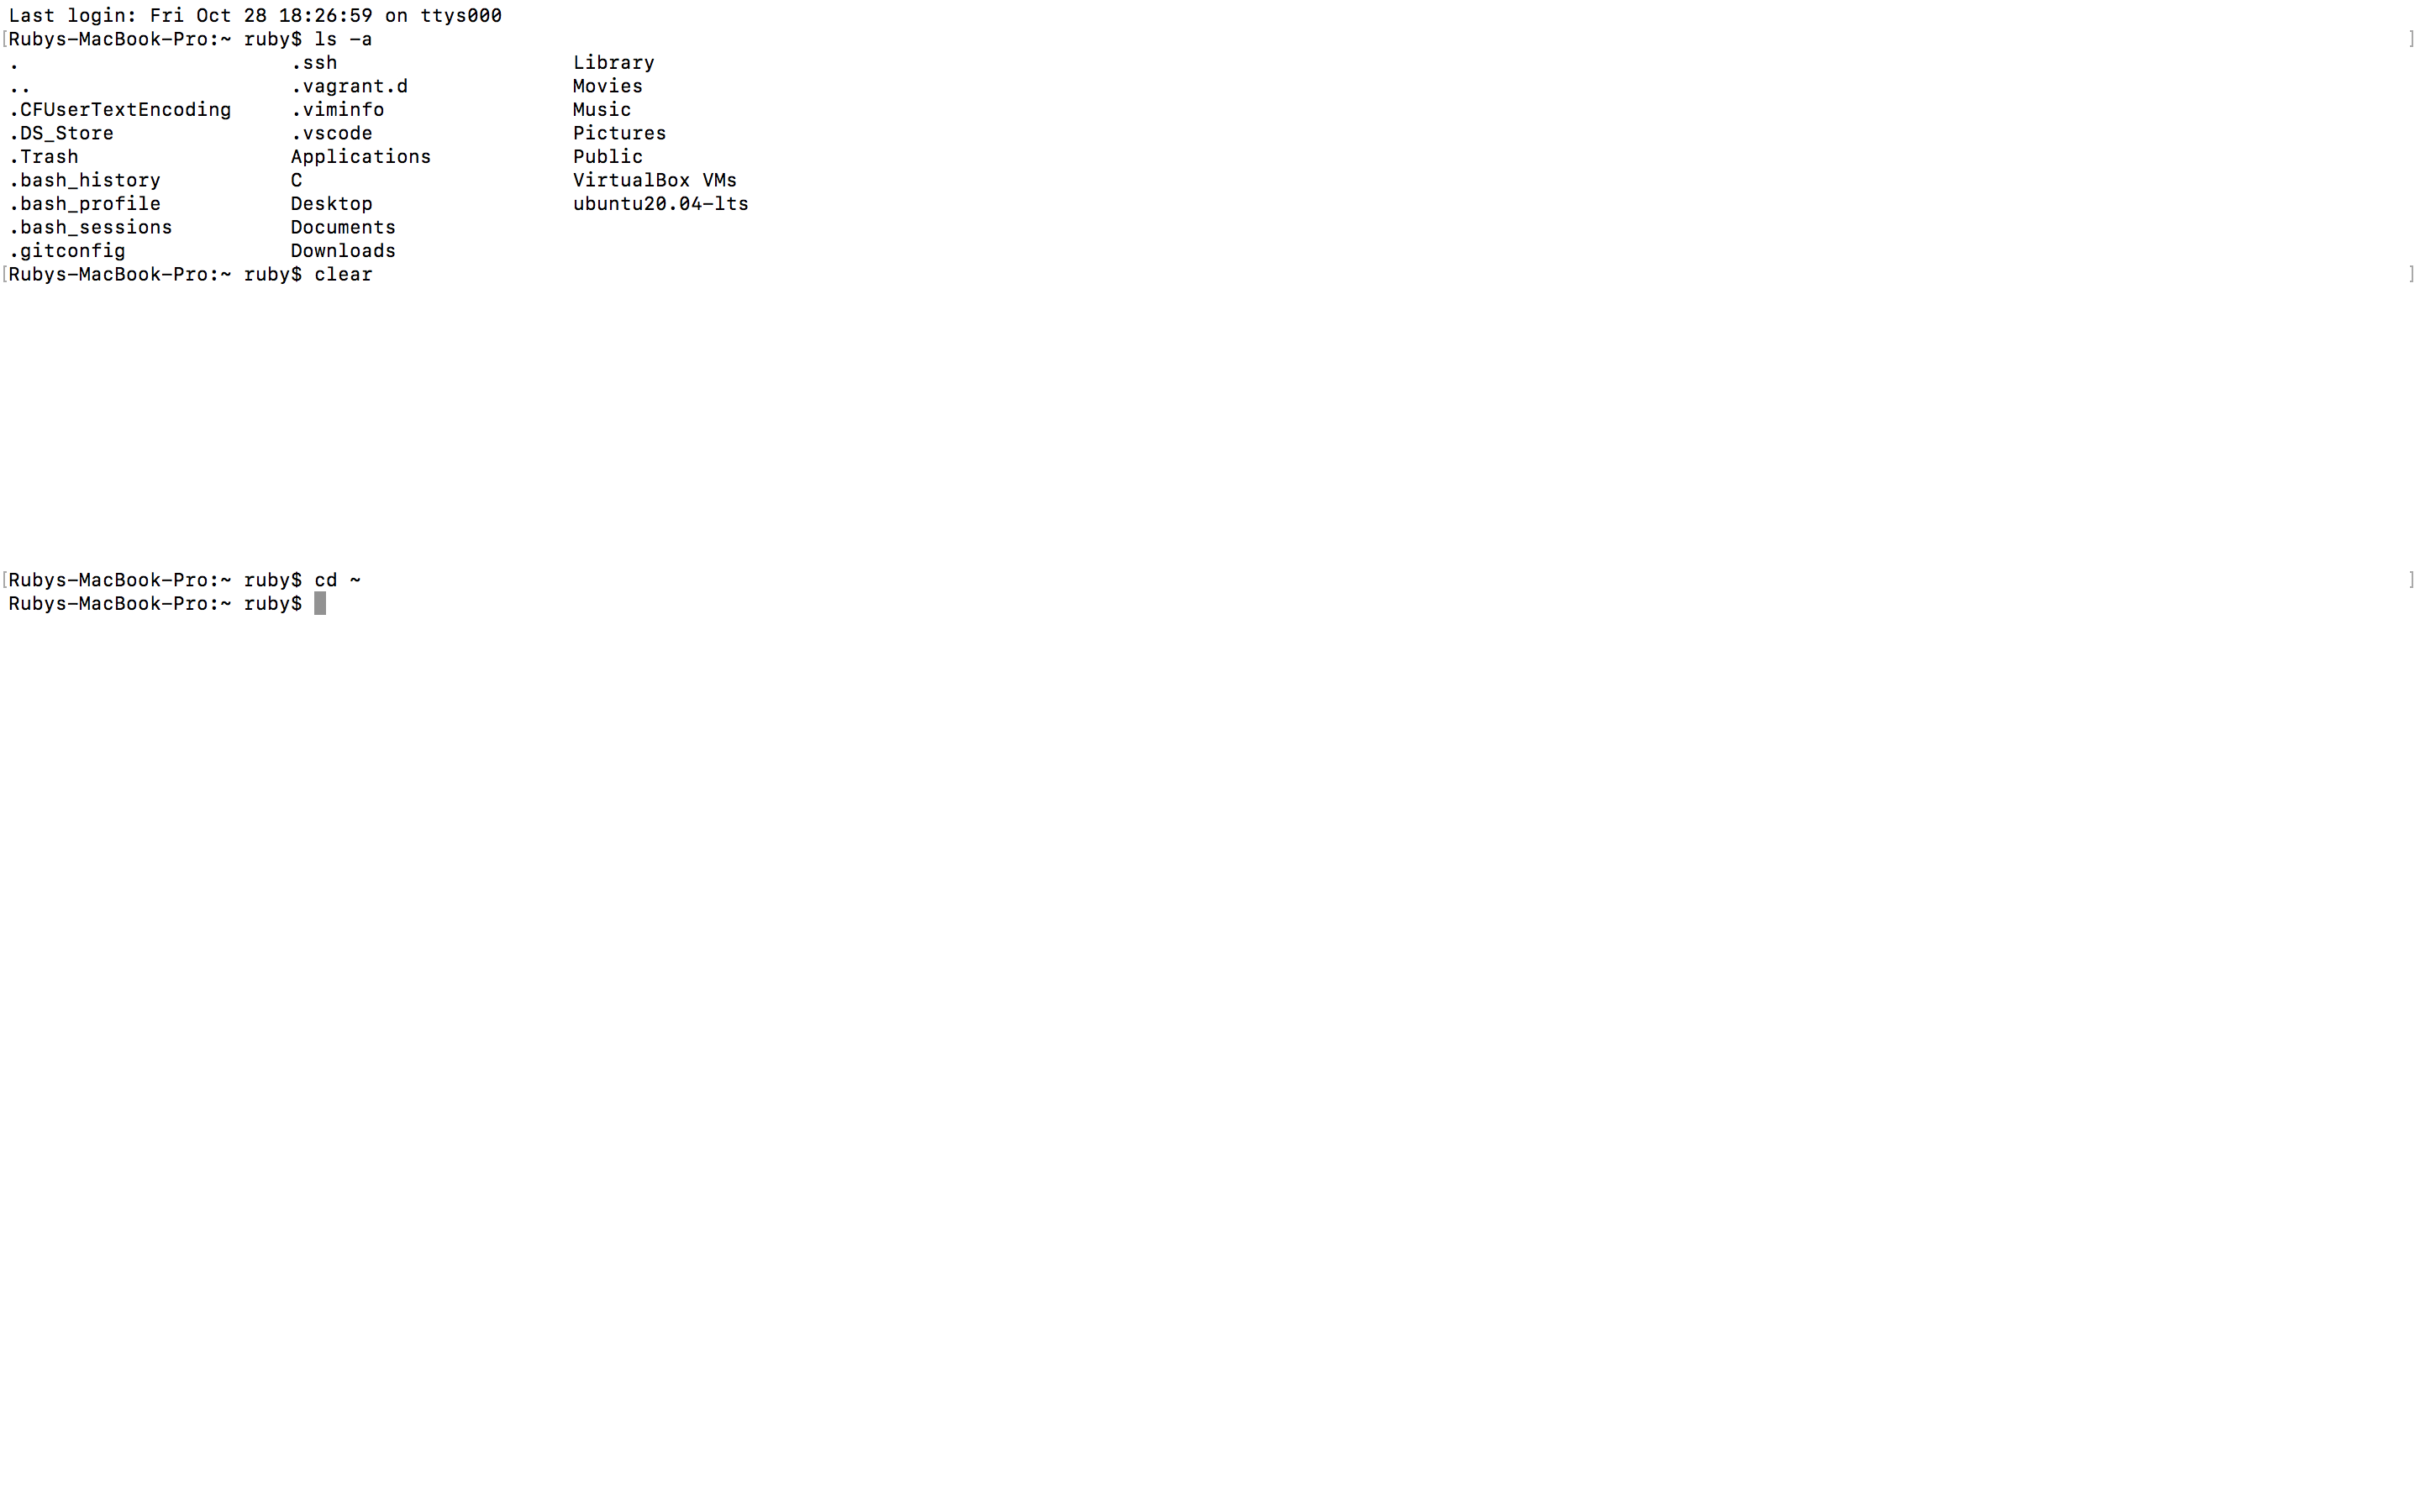 Last login: Fri Oct 28 18:26:59 on ttys000
[Rubys-MacBook-Pro:~ ruby$ ls -a ]
. .ssh Library
.. .vagrant.d Movies
.CFUserTextEncoding .viminfo Music
.DS_Store .vscode Pictures
.Trash Applications Public
.bash_history C VirtualBox VMs
.bash_profile Desktop ubuntu20.04-lts
.bash_sessions Documents
.gitconfig Downloads
[Rubys-MacBook-Pro:~ ruby$ clear ]
[Rubys-MacBook-Pro:~ ruby$ cd ~ ]
Rubys-MacBook-Pro:~ ruby$